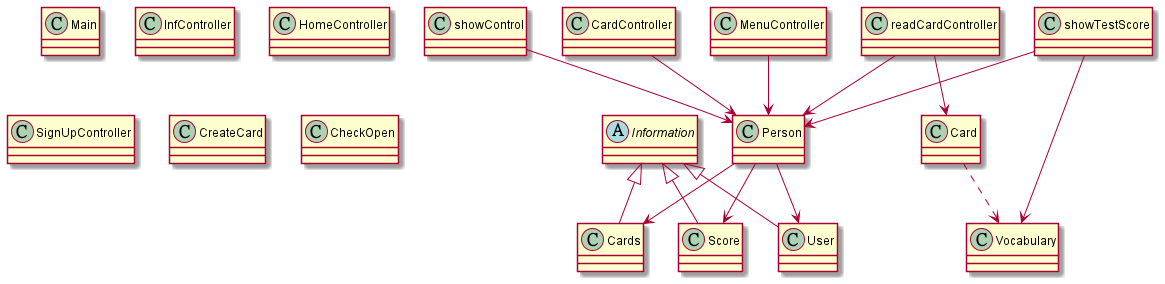 C Main
C InfController
C HomeController
C showControl
C CardController
C MenuController
C readCardController
C showTestScore
C SignUpController
C CreateCard
C CheckOpen
A Information
C Person
C Card
C Cards
C Score
C User
C Vocabulary